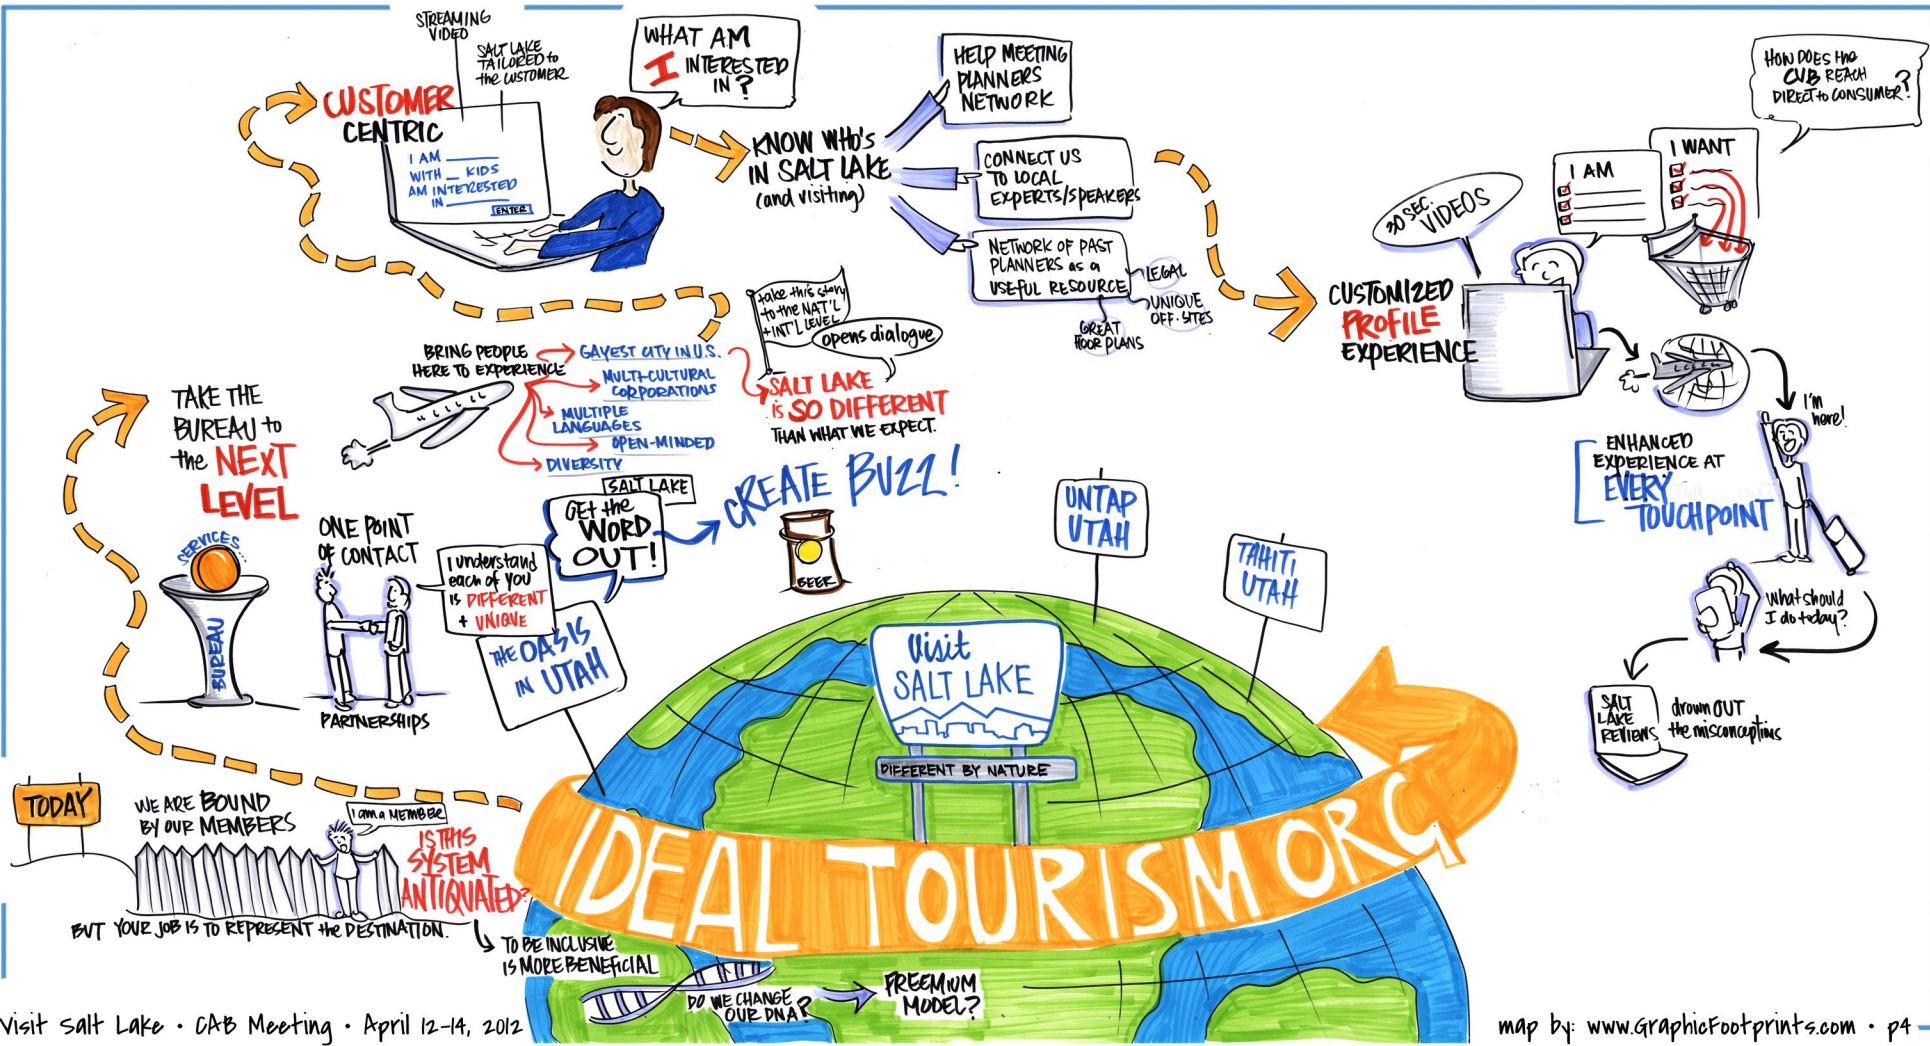 STREAMING
VIDEO
SALT LAKE
TAILORED to
the CUSTOMER
CUSTOMER
CENTRIC
I AM ______
WITH __ KIDS
AM INTERESTED
IN ________
ENTER
WHAT AM
I INTERESTED
IN?
KNOW WHO'S
IN SALT LAKE
(and visiting)
HELP MEETING
PLANNERS
NETWORK
CONNECT US
TO LOCAL
EXPERTS/SPEAKERS
NETWORK OF PAST
PLANNERS as a
USEFUL RESOURCE
LEGAL
UNIQUE
OFF-SITES
GREAT
FLOOR PLANS
HOW DOES the
CVB REACH
DIRECT to CONSUMER?
I WANT
I AM
30 SEC.
VIDEOS
CUSTOMIZED
PROFILE
EXPERIENCE
I'm
here!
ENHANCED
EXPERIENCE AT
EVERY
TOUCHPOINT
What should
I do today?
SALT
LAKE
REVIEWS
drown OUT
the misconceptions
take this story
to the NAT'L
+ INT'L LEVEL
opens dialogue
BRING PEOPLE
HERE TO EXPERIENCE
GAYEST CITY IN U.S.
MULTI-CULTURAL
CORPORATIONS
MULTIPLE
LANGUAGES
OPEN-MINDED
DIVERSITY
SALT LAKE
is SO DIFFERENT
THAN WHAT WE EXPECT.
TAKE THE
BUREAU to
the NEXT
LEVEL
SERVICES...
BUREAU
ONE POINT
OF CONTACT
PARTNERSHIPS
I understand
each of you
is DIFFERENT
+ UNIQUE
SALT LAKE
GET the
WORD
OUT!
CREATE BUZZ!
BEER
THE OASIS
IN UTAH
UNTAP
UTAH
TAHITI,
UTAH
Visit
SALT LAKE
DIFFERENT BY NATURE
IDEAL TOURISM ORG
TODAY
WE ARE BOUND
BY OUR MEMBERS
I am a MEMBER
IS THIS
SYSTEM
ANTIQUATED?
BUT YOUR JOB IS TO REPRESENT the DESTINATION.
TO BE INCLUSIVE
IS MORE BENEFICIAL
DO WE CHANGE
OUR DNA?
FREEMIUM
MODEL?
Visit Salt Lake • CAB Meeting • April 12-14, 2012
map by: www.GraphicFootprints.com • p4